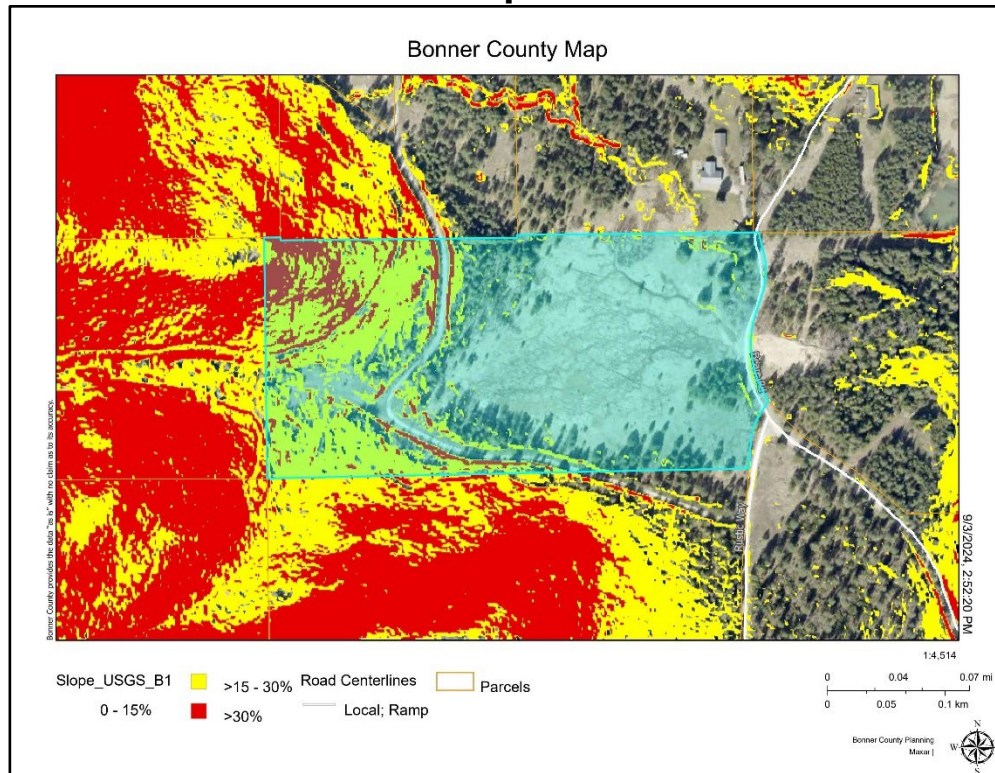 Bonner County Map
Bonner County provides the data "as is" with no claim as to its accuracy.
Rustic Way
9/3/2024, 2:52:20 PM
1:4,514
Slope_USGS_B1
0 - 15%
>15 - 30%
>30%
Road Centerlines
Local; Ramp
Parcels
0 0.04 0.07 mi
0 0.05 0.1 km
Bonner County Planning
Maxar |
N
W E
S